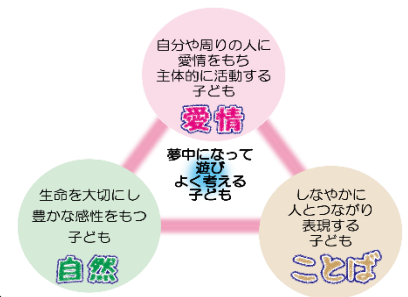 自分や周りの人に
愛情をもち
主体的に活動する
子ども
愛情
夢中になって
遊び
よく考える
子ども
生命を大切にし
豊かな感性をもつ
子ども
自然
しなやかに
人とつながり
表現する
子ども
ことば